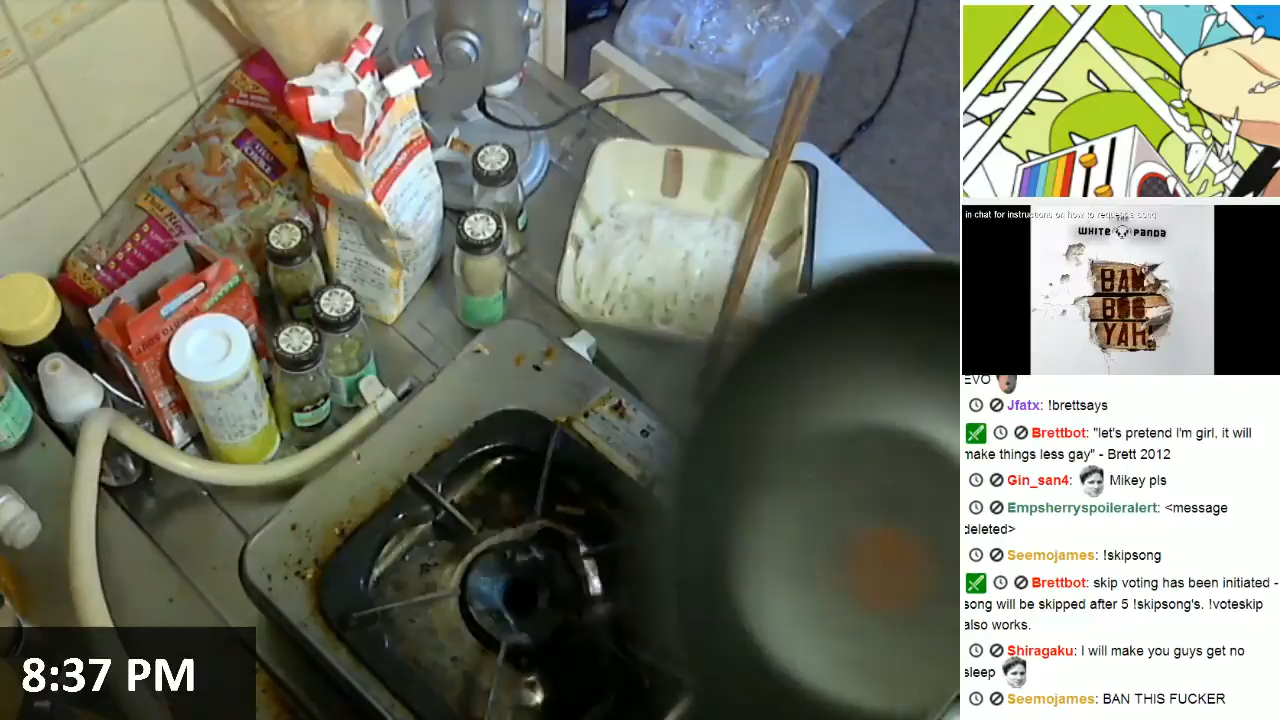 in chat for instructions on how to request a song
WHITE PANDA
BAM
BOO
YAH!
EVO
Jfatx: !brettsays
Brettbot: "let's pretend I'm girl, it will
make things less gay" - Brett 2012
Gin_san4: Mikey pls
Empsherryspoileralert: <message
deleted>
Seemojames: !skipsong
Brettbot: skip voting has been initiated -
song will be skipped after 5 !skipsong's. !voteskip
also works.
Shiragaku: I will make you guys get no
sleep
Seemojames: BAN THIS FUCKER
8:37 PM